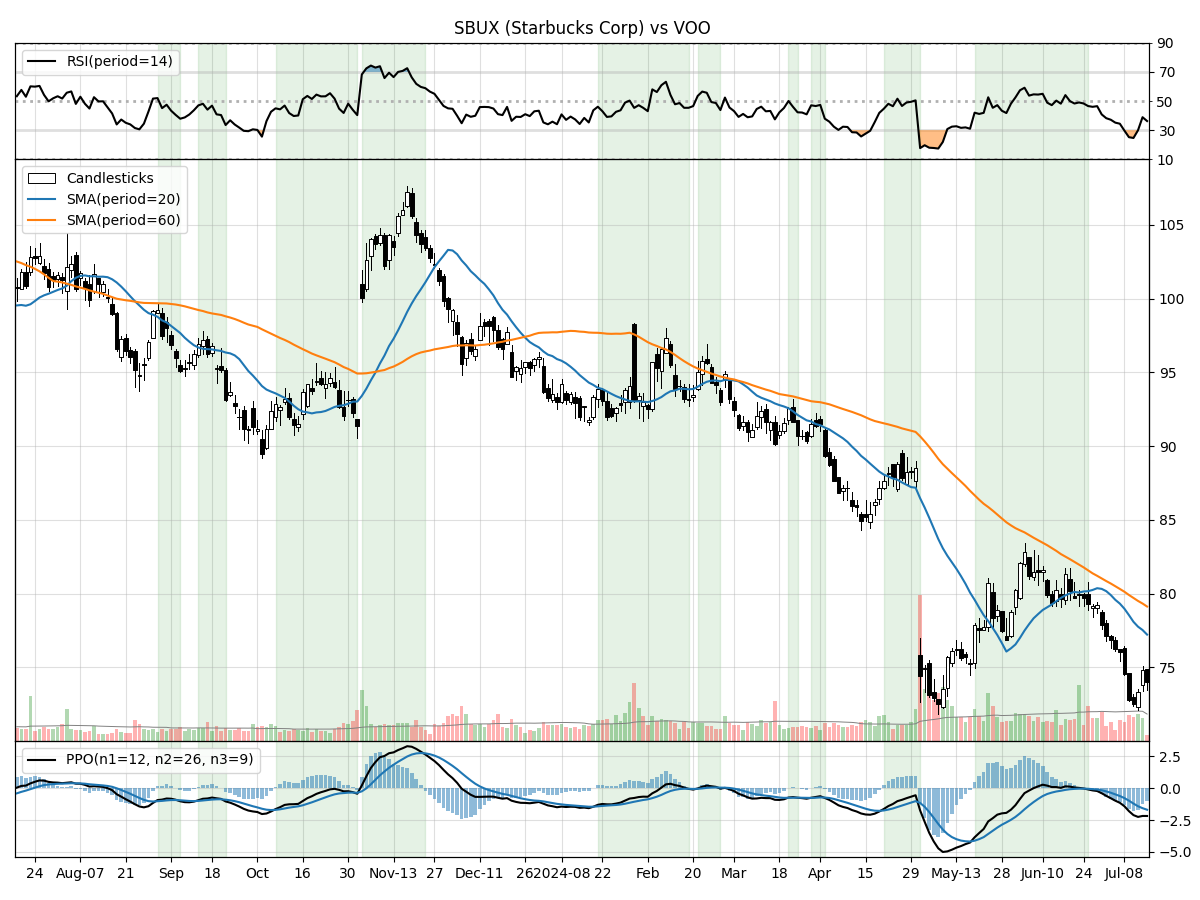 SBUX (Starbucks Corp) vs VOO
RSI(period=14)
90
70
50
30
10
Candlesticks
SMA(period=20)
SMA(period=60)
105
100
95
90
85
80
75
PPO(n1=12, n2=26, n3=9)
2.5
0.0
−2.5
−5.0
24 Aug-07 21 Sep 18 Oct 16 30 Nov-13 27 Dec-11 26 2024-08 22 Feb 20 Mar 18 Apr 15 29 May-13 28 Jun-10 24 Jul-08